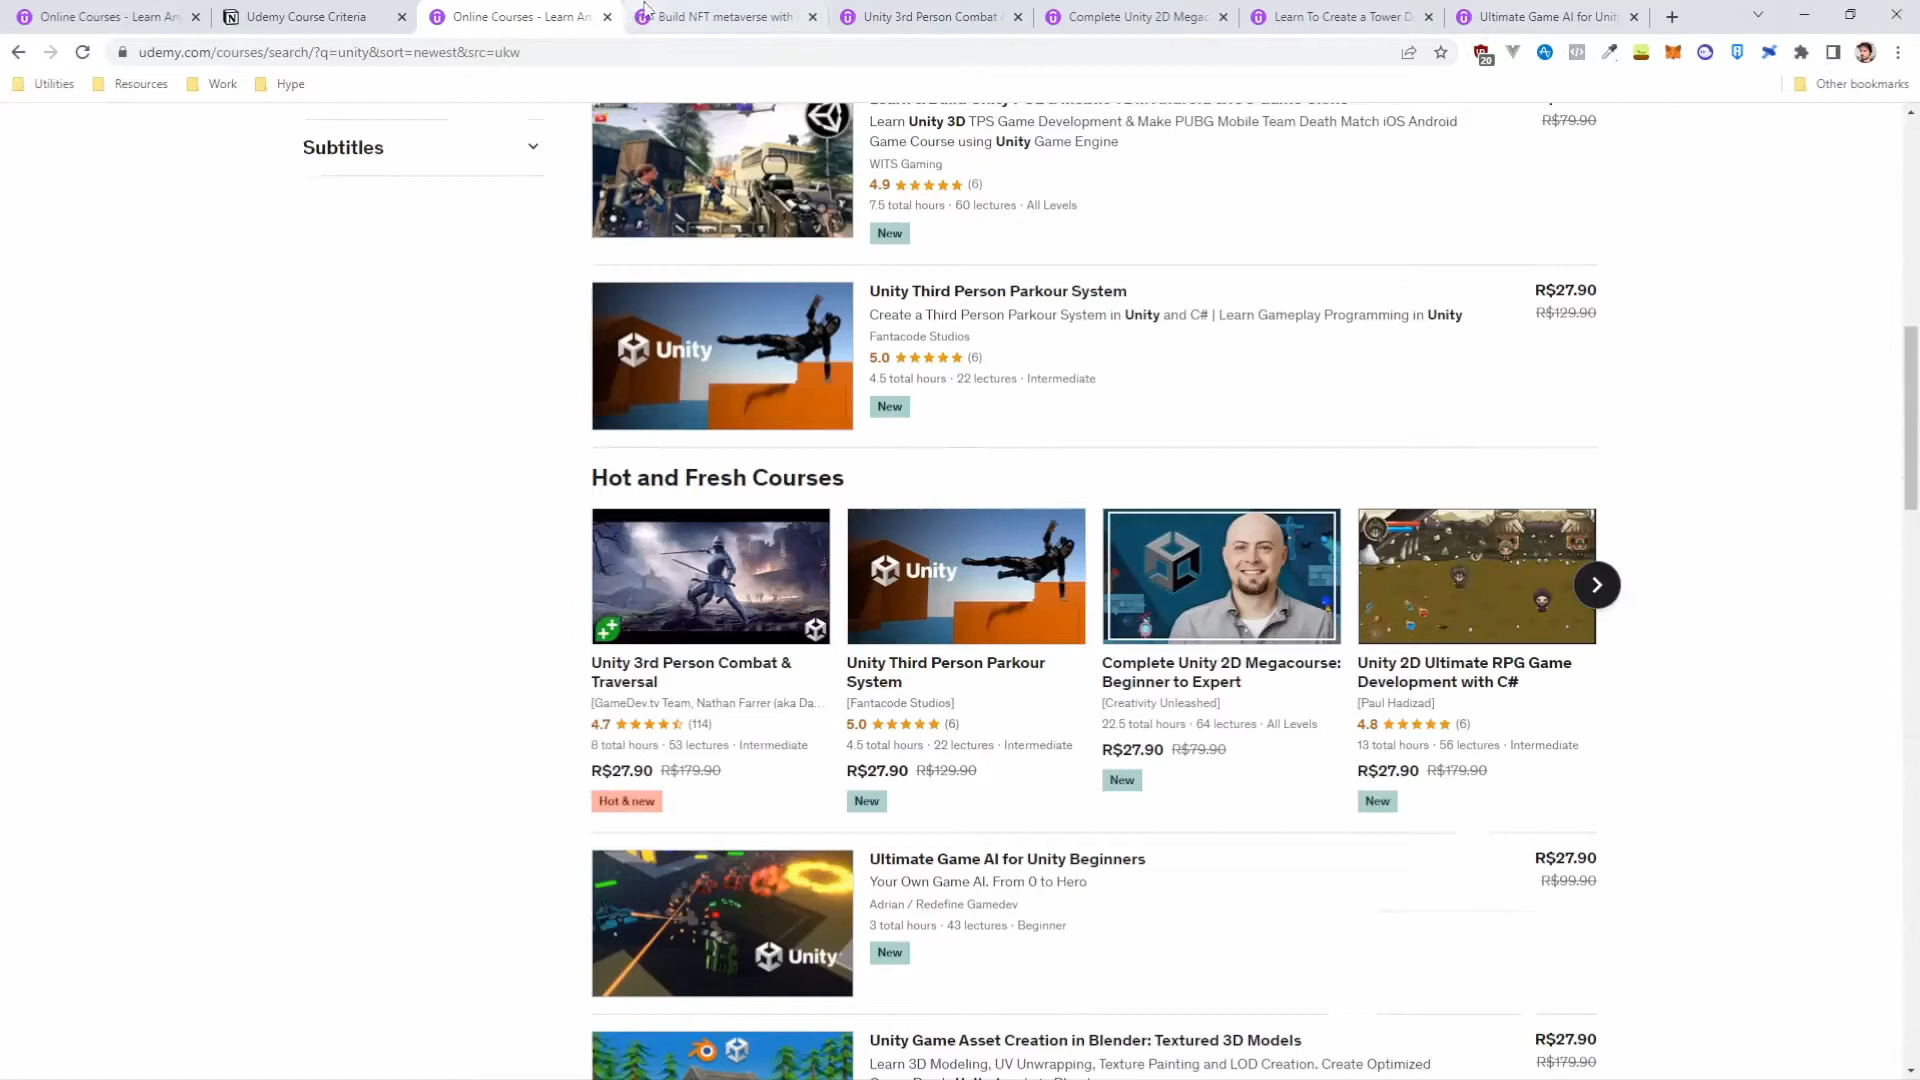 Online Courses - Learn An
Udemy Course Criteria
Online Courses - Learn An
Build NFT metaverse with
Unity 3rd Person Combat
Complete Unity 2D Megac
Learn To Create a Tower D
Ultimate Game AI for Unit
udemy.com/courses/search/?q=unity&sort=newest&src=ukw
20
Utilities
Resources
Work
Hype
Other bookmarks
Subtitles
R$79.90
Learn Unity 3D TPS Game Development & Make PUBG Mobile Team Death Match iOS Android
Game Course using Unity Game Engine
WITS Gaming
4.9 (6)
7.5 total hours · 60 lectures · All Levels
New
Unity
Unity Third Person Parkour System
R$27.90
Create a Third Person Parkour System in Unity and C# | Learn Gameplay Programming in Unity
R$129.90
Fantacode Studios
5.0 (6)
4.5 total hours · 22 lectures · Intermediate
New
Hot and Fresh Courses
Unity
Unity 3rd Person Combat &
Traversal
[GameDev.tv Team, Nathan Farrer (aka Da...
4.7 (114)
8 total hours · 53 lectures · Intermediate
R$27.90 R$179.90
Hot & new
Unity Third Person Parkour
System
[Fantacode Studios]
5.0 (6)
4.5 total hours · 22 lectures · Intermediate
R$27.90 R$129.90
New
Complete Unity 2D Megacourse:
Beginner to Expert
[Creativity Unleashed]
22.5 total hours · 64 lectures · All Levels
R$27.90 R$79.90
New
Unity 2D Ultimate RPG Game
Development with C#
[Paul Hadizad]
4.8 (6)
13 total hours · 56 lectures · Intermediate
R$27.90 R$179.90
New
Unity
Ultimate Game AI for Unity Beginners
R$27.90
Your Own Game AI. From 0 to Hero
R$99.90
Adrian / Redefine Gamedev
3 total hours · 43 lectures · Beginner
New
Unity Game Asset Creation in Blender: Textured 3D Models
R$27.90
Learn 3D Modeling, UV Unwrapping, Texture Painting and LOD Creation. Create Optimized
R$179.90